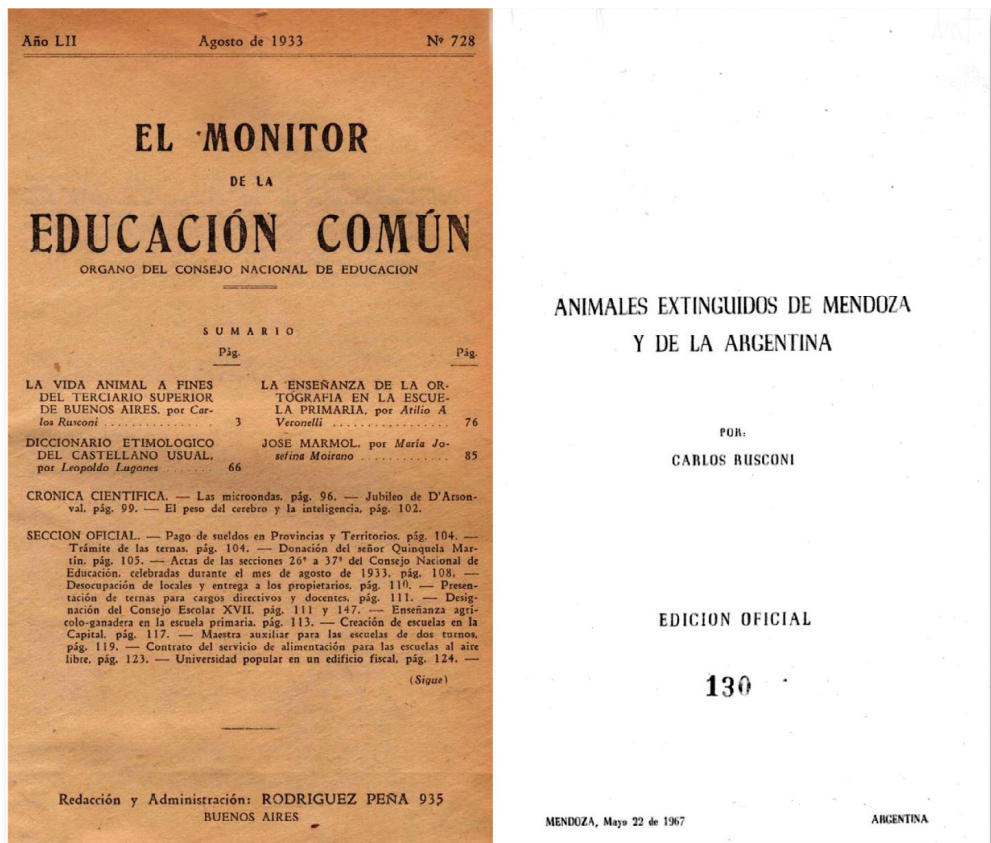 Año LII Agosto de 1933 Nº 728
EL MONITOR
DE LA
EDUCACIÓN COMÚN
ORGANO DEL CONSEJO NACIONAL DE EDUCACION
SUMARIO
Pág.
LA VIDA ANIMAL A FINES
DEL TERCIARIO SUPERIOR
DE BUENOS AIRES, por Car-
los Rusconi . . . . . . . . . . . . . . 3
DICCIONARIO ETIMOLOGICO
DEL CASTELLANO USUAL,
por Leopoldo Lugones . . . . . . . 66
Pág.
LA ENSEÑANZA DE LA OR-
TOGRAFIA EN LA ESCUE-
LA PRIMARIA, por Atilio A
Veronelli . . . . . . . . . . . . . . . . . 76
JOSE MARMOL, por María Jo-
sefina Moirano . . . . . . . . . . . . . 85
CRONICA CIENTIFICA. — Las microondas, pág. 96. — Jubileo de D'Arson-
val, pág. 99. — El peso del cerebro y la inteligencia, pág. 102.
SECCION OFICIAL. — Pago de sueldos en Provincias y Territorios, pág. 104. —
Trámite de las ternas, pág. 104. — Donación del señor Quinquela Mar-
tín, pág. 105. — Actas de las secciones 26ª a 37ª del Consejo Nacional de
Educación, celebradas durante el mes de agosto de 1933, pág. 108. —
Desocupación de locales y entrega a los propietarios, pág. 110. — Presen-
tación de ternas para cargos directivos y docentes, pág. 111. — Desig-
nación del Consejo Escolar XVII, pág. 111 y 147. — Enseñanza agrí-
colo-ganadera en la escuela primaria, pág. 113. — Creación de escuelas en la
Capital, pág. 117. — Maestra auxiliar para las escuelas de dos turnos,
pág. 119. — Contrato del servicio de alimentación para las escuelas al aire
libre, pág. 123. — Universidad popular en un edificio fiscal, pág. 124. —
(Sigue)
Redacción y Administración: RODRIGUEZ PEÑA 935
BUENOS AIRES
ANIMALES EXTINGUIDOS DE MENDOZA
Y DE LA ARGENTINA
POR:
CARLOS RUSCONI
EDICION OFICIAL
130
MENDOZA, Mayo 22 de 1967 ARGENTINA